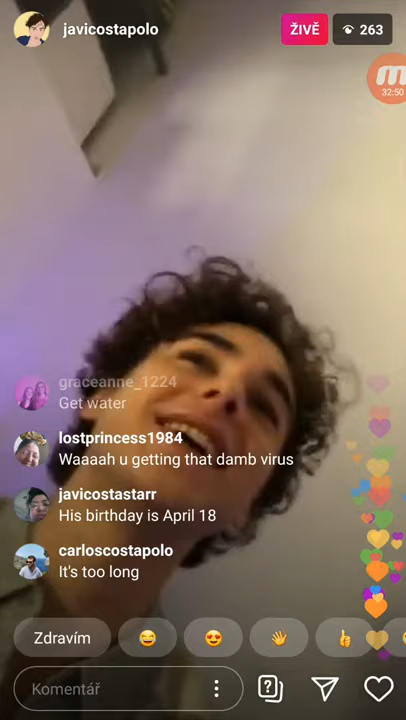 javicostapolo
ŽIVĚ
263
32:50
graceanne_1224
Get water
lostprincess1984
Waaaah u getting that damb virus
javicostastarr
His birthday is April 18
carloscostapolo
It's too long
Zdravím
Komentář